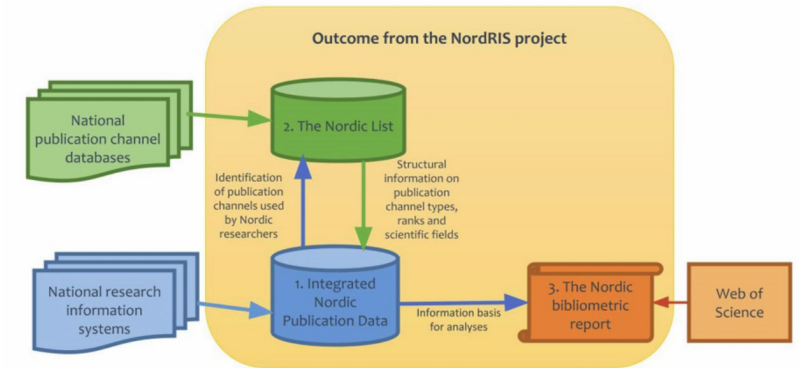 Outcome from the NordRIS project
National
publication channel
databases
2. The Nordic List
Identification
of publication
channels used
by Nordic
researchers
Structural
information on
publication
channel types,
ranks and
scientific fields
National research
information
systems
1. Integrated
Nordic
Publication Data
Information basis
for analyses
3. The Nordic
bibliometric
report
Web of
Science